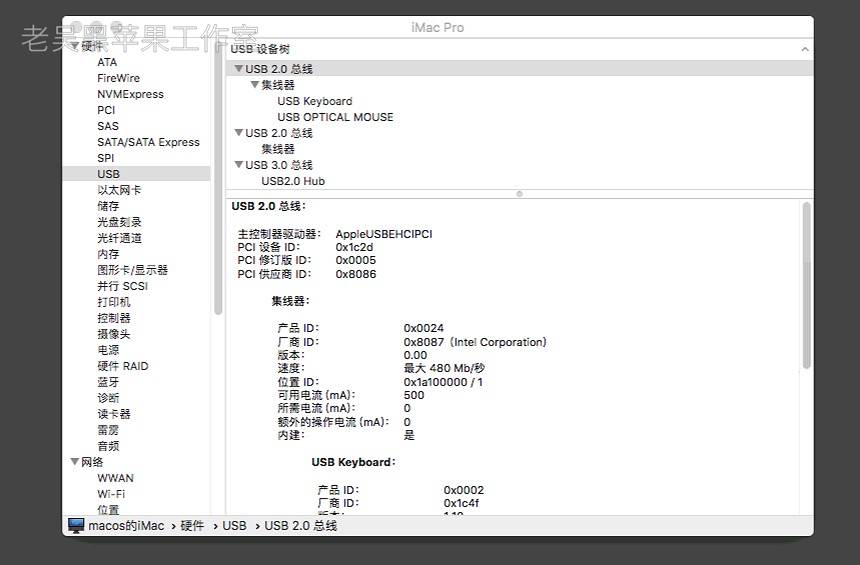 老吴黑苹果工作室
iMac Pro
硬件
ATA
FireWire
NVMExpress
PCI
SAS
SATA/SATA Express
SPI
USB
以太网卡
储存
光盘刻录
光纤通道
内存
图形卡/显示器
并行 SCSI
打印机
控制器
摄像头
电源
硬件 RAID
蓝牙
诊断
读卡器
雷雳
音频
网络
WWAN
Wi-Fi
位置
USB 设备树
USB 2.0 总线
集线器
USB Keyboard
USB OPTICAL MOUSE
USB 2.0 总线
集线器
USB 3.0 总线
USB2.0 Hub
USB 2.0 总线：
主控制器驱动器： AppleUSBEHCIPCI
PCI 设备 ID： 0x1c2d
PCI 修订版 ID： 0x0005
PCI 供应商 ID： 0x8086
集线器：
产品 ID： 0x0024
厂商 ID： 0x8087（Intel Corporation）
版本： 0.00
速度： 最大 480 Mb/秒
位置 ID： 0x1a100000 / 1
可用电流 (mA)： 500
所需电流 (mA)： 0
额外的操作电流 (mA)： 0
内建： 是
USB Keyboard：
产品 ID： 0x0002
厂商 ID： 0x1c4f
版本： 1.10
macos的iMac › 硬件 › USB › USB 2.0 总线